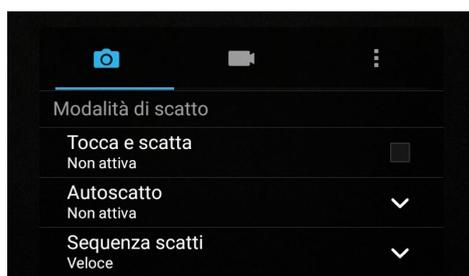 Modalità di scatto
Tocca e scatta
Non attiva
Autoscatto
Non attiva
Sequenza scatti
Veloce